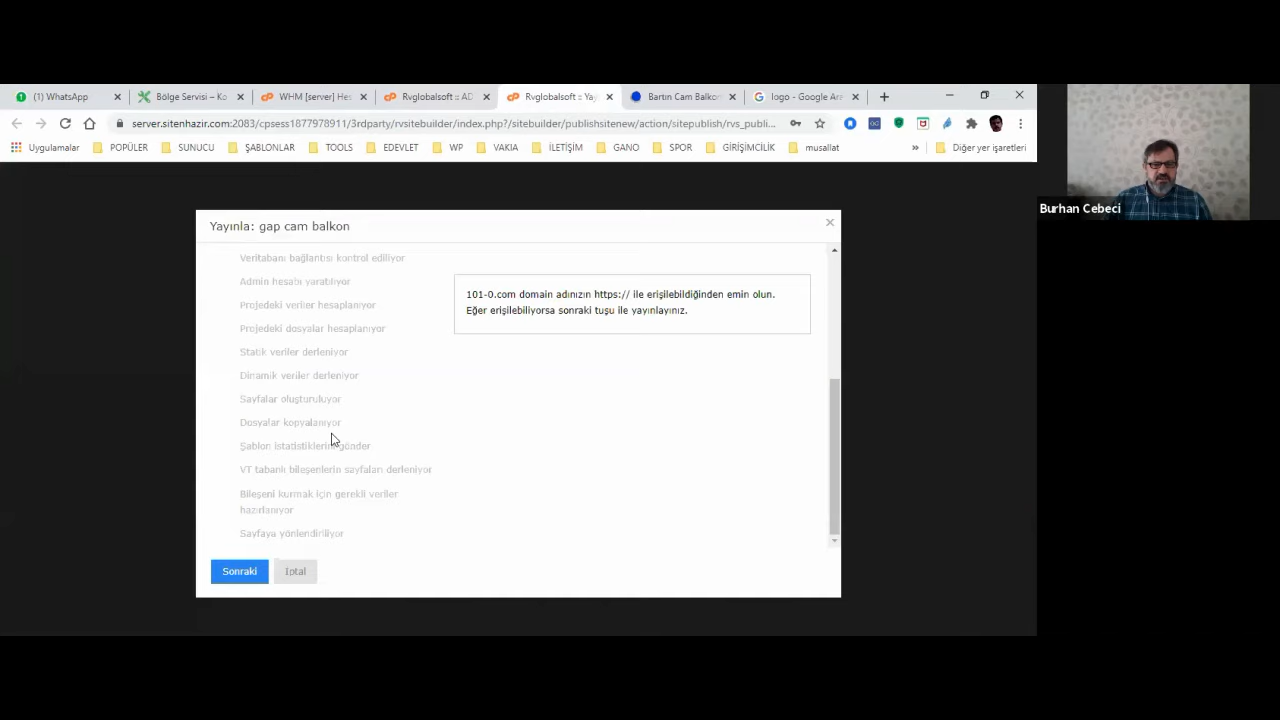 (1) WhatsApp
Bölge Servisi – Ko
WHM [server] Hes
Rvglobalsoft :: AD
Rvglobalsoft :: Ya
Bartın Cam Balkon
logo - Google Ara
server.sitenhazir.com:2083/cpsess1877978911/3rdparty/rvsitebuilder/index.php?/sitebuilder/publishsitenew/action/sitepublish/rvs_publi...
Uygulamalar
POPÜLER
SUNUCU
ŞABLONLAR
TOOLS
EDEVLET
WP
VAKIA
İLETİŞİM
GANO
SPOR
GİRİŞİMCİLİK
musallat
»
Diğer yer işaretleri
Burhan Cebeci
Yayınla: gap cam balkon
Veritabanı bağlantısı kontrol ediliyor
Admin hesabı yaratılıyor
Projedeki veriler hesaplanıyor
Projedeki dosyalar hesaplanıyor
Statik veriler derleniyor
Dinamik veriler derleniyor
Sayfalar oluşturuluyor
Dosyalar kopyalanıyor
Şablon istatistiklerini gönder
VT tabanlı bileşenlerin sayfaları derleniyor
Bileşeni kurmak için gerekli veriler
hazırlanıyor
Sayfaya yönlendiriliyor
101-0.com domain adınızın https:// ile erişilebildiğinden emin olun.
Eğer erişilebiliyorsa sonraki tuşu ile yayınlayınız.
Sonraki
İptal